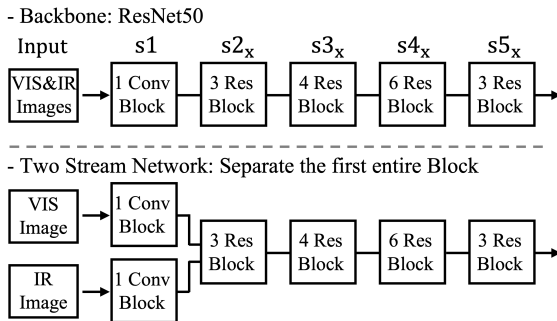 - Backbone: ResNet50
Input s1 s2x s3x s4x s5x
VIS&IR Images
1 Conv Block
3 Res Block
4 Res Block
6 Res Block
3 Res Block
- Two Stream Network: Separate the first entire Block
VIS Image
1 Conv Block
IR Image
1 Conv Block
3 Res Block
4 Res Block
6 Res Block
3 Res Block